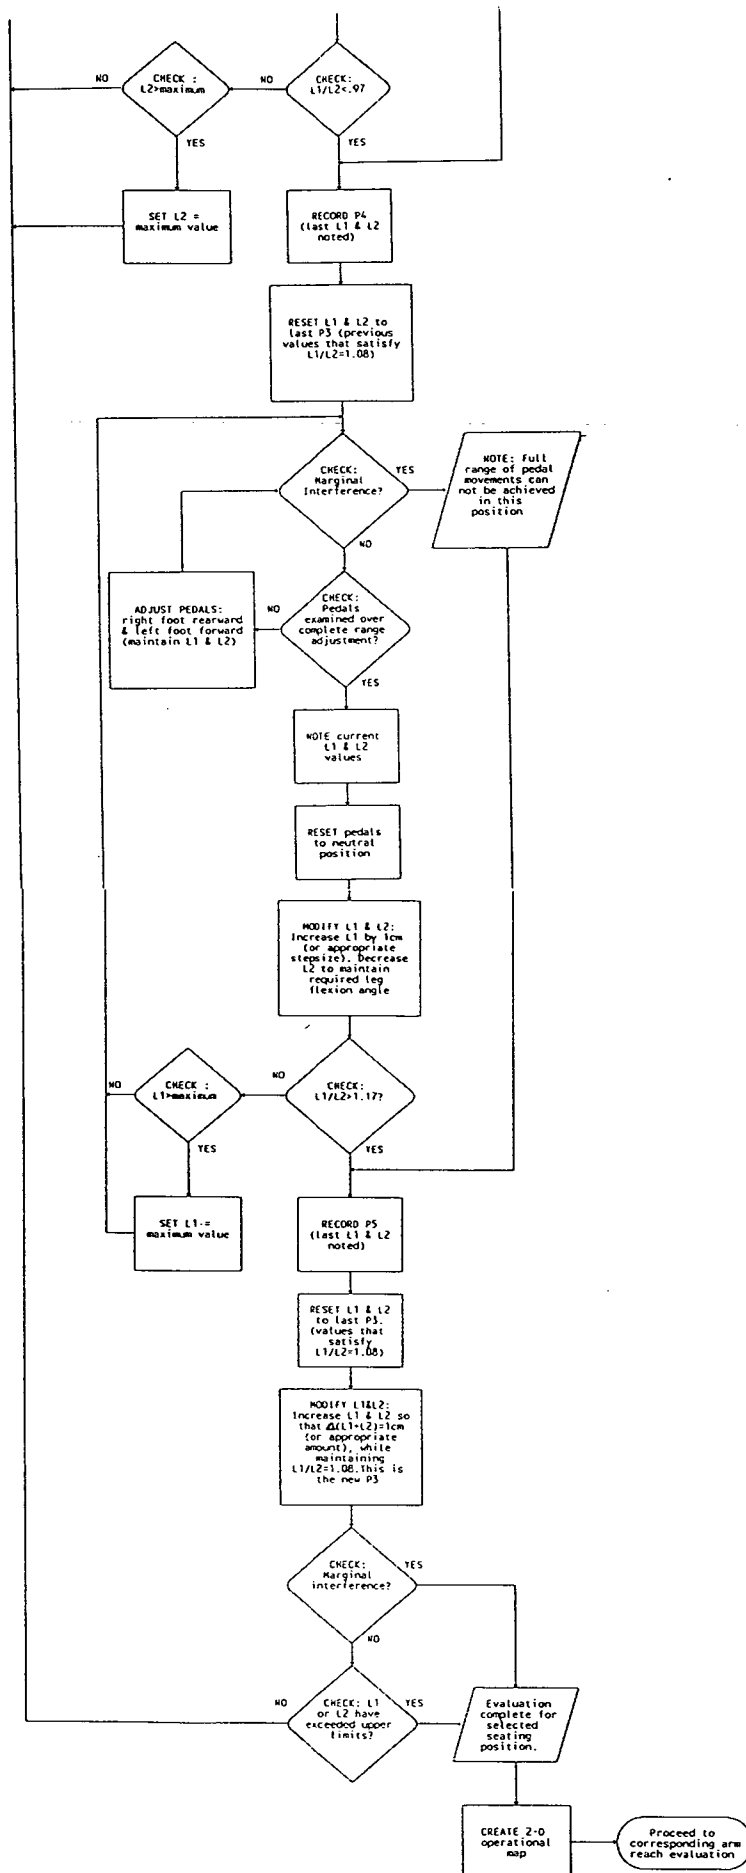 NO
CHECK :
L2>maximum
NO
CHECK:
L1/L2<.97
YES
YES
SET L2 =
maximum value
RECORD P4
(last L1 & L2
noted)
RESET L1 & L2 to
last P3 (previous
values that satisfy
L1/L2=1.08)
CHECK:
Marginal
Interference?
YES
NOTE: Full
range of pedal
movements can
not be achieved
in this
position
NO
ADJUST PEDALS:
right foot rearward
& left foot forward
(maintain L1 & L2)
NO
CHECK:
Pedals
examined over
complete range
adjustment?
YES
NOTE current
L1 & L2
values
RESET pedals
to neutral
position
MODIFY L1 & L2:
Increase L1 by 1cm
(or appropriate
stepsize). Decrease
L2 to maintain
required leg
flexion angle
NO
CHECK :
L1>maximum
NO
CHECK:
L1/L2>1.17?
YES
YES
SET L1-=
maximum value
RECORD P5
(last L1 & L2
noted)
RESET L1 & L2
to last P3.
(values that
satisfy
L1/L2=1.08)
MODIFY L1&L2:
Increase L1 & L2 so
that Δ(L1+L2)=1cm
(or appropriate
amount), while
maintaining
L1/L2=1.08.This is
the new P3
CHECK:
Marginal
interference?
YES
NO
NO
CHECK: L1
or L2 have
exceeded upper
limits?
YES
Evaluation
complete for
selected
seating
position.
CREATE 2-D
operational
map
Proceed to
corresponding arm
reach evaluation